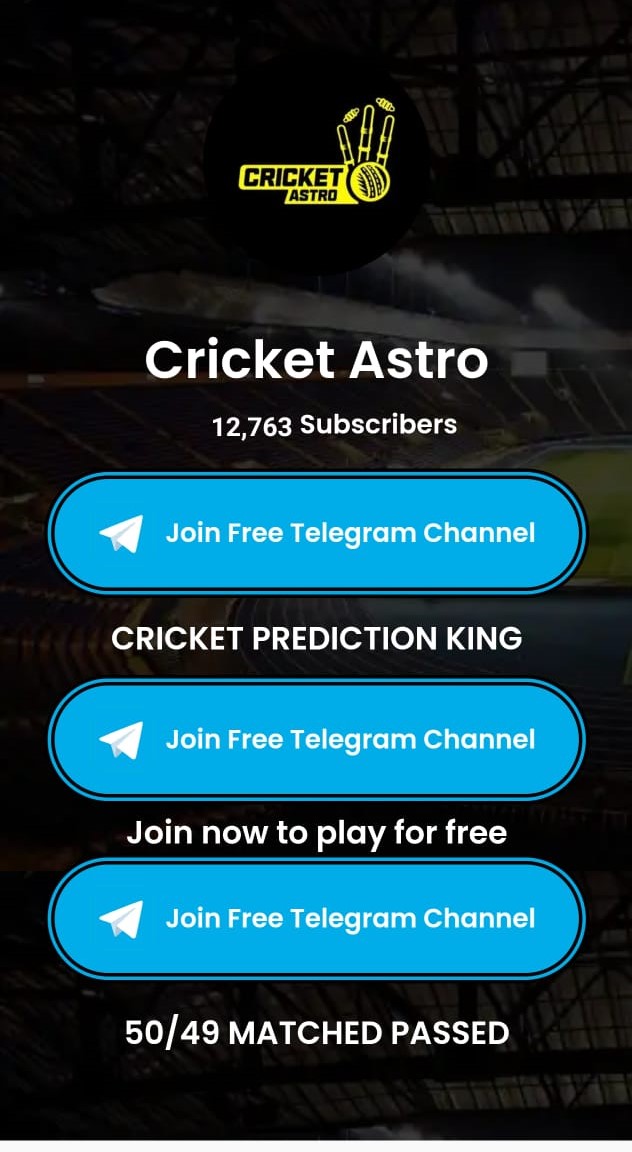 CRICKET
ASTRO
Cricket Astro
12,763 Subscribers
Join Free Telegram Channel
CRICKET PREDICTION KING
Join Free Telegram Channel
Join now to play for free
Join Free Telegram Channel
50/49 MATCHED PASSED